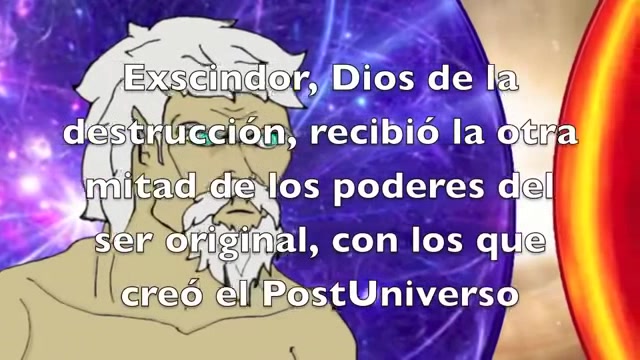 Exscindor, Dios de la
destrucción, recibió la otra
mitad de los poderes del
ser original, con los que
creó el PostUniverso